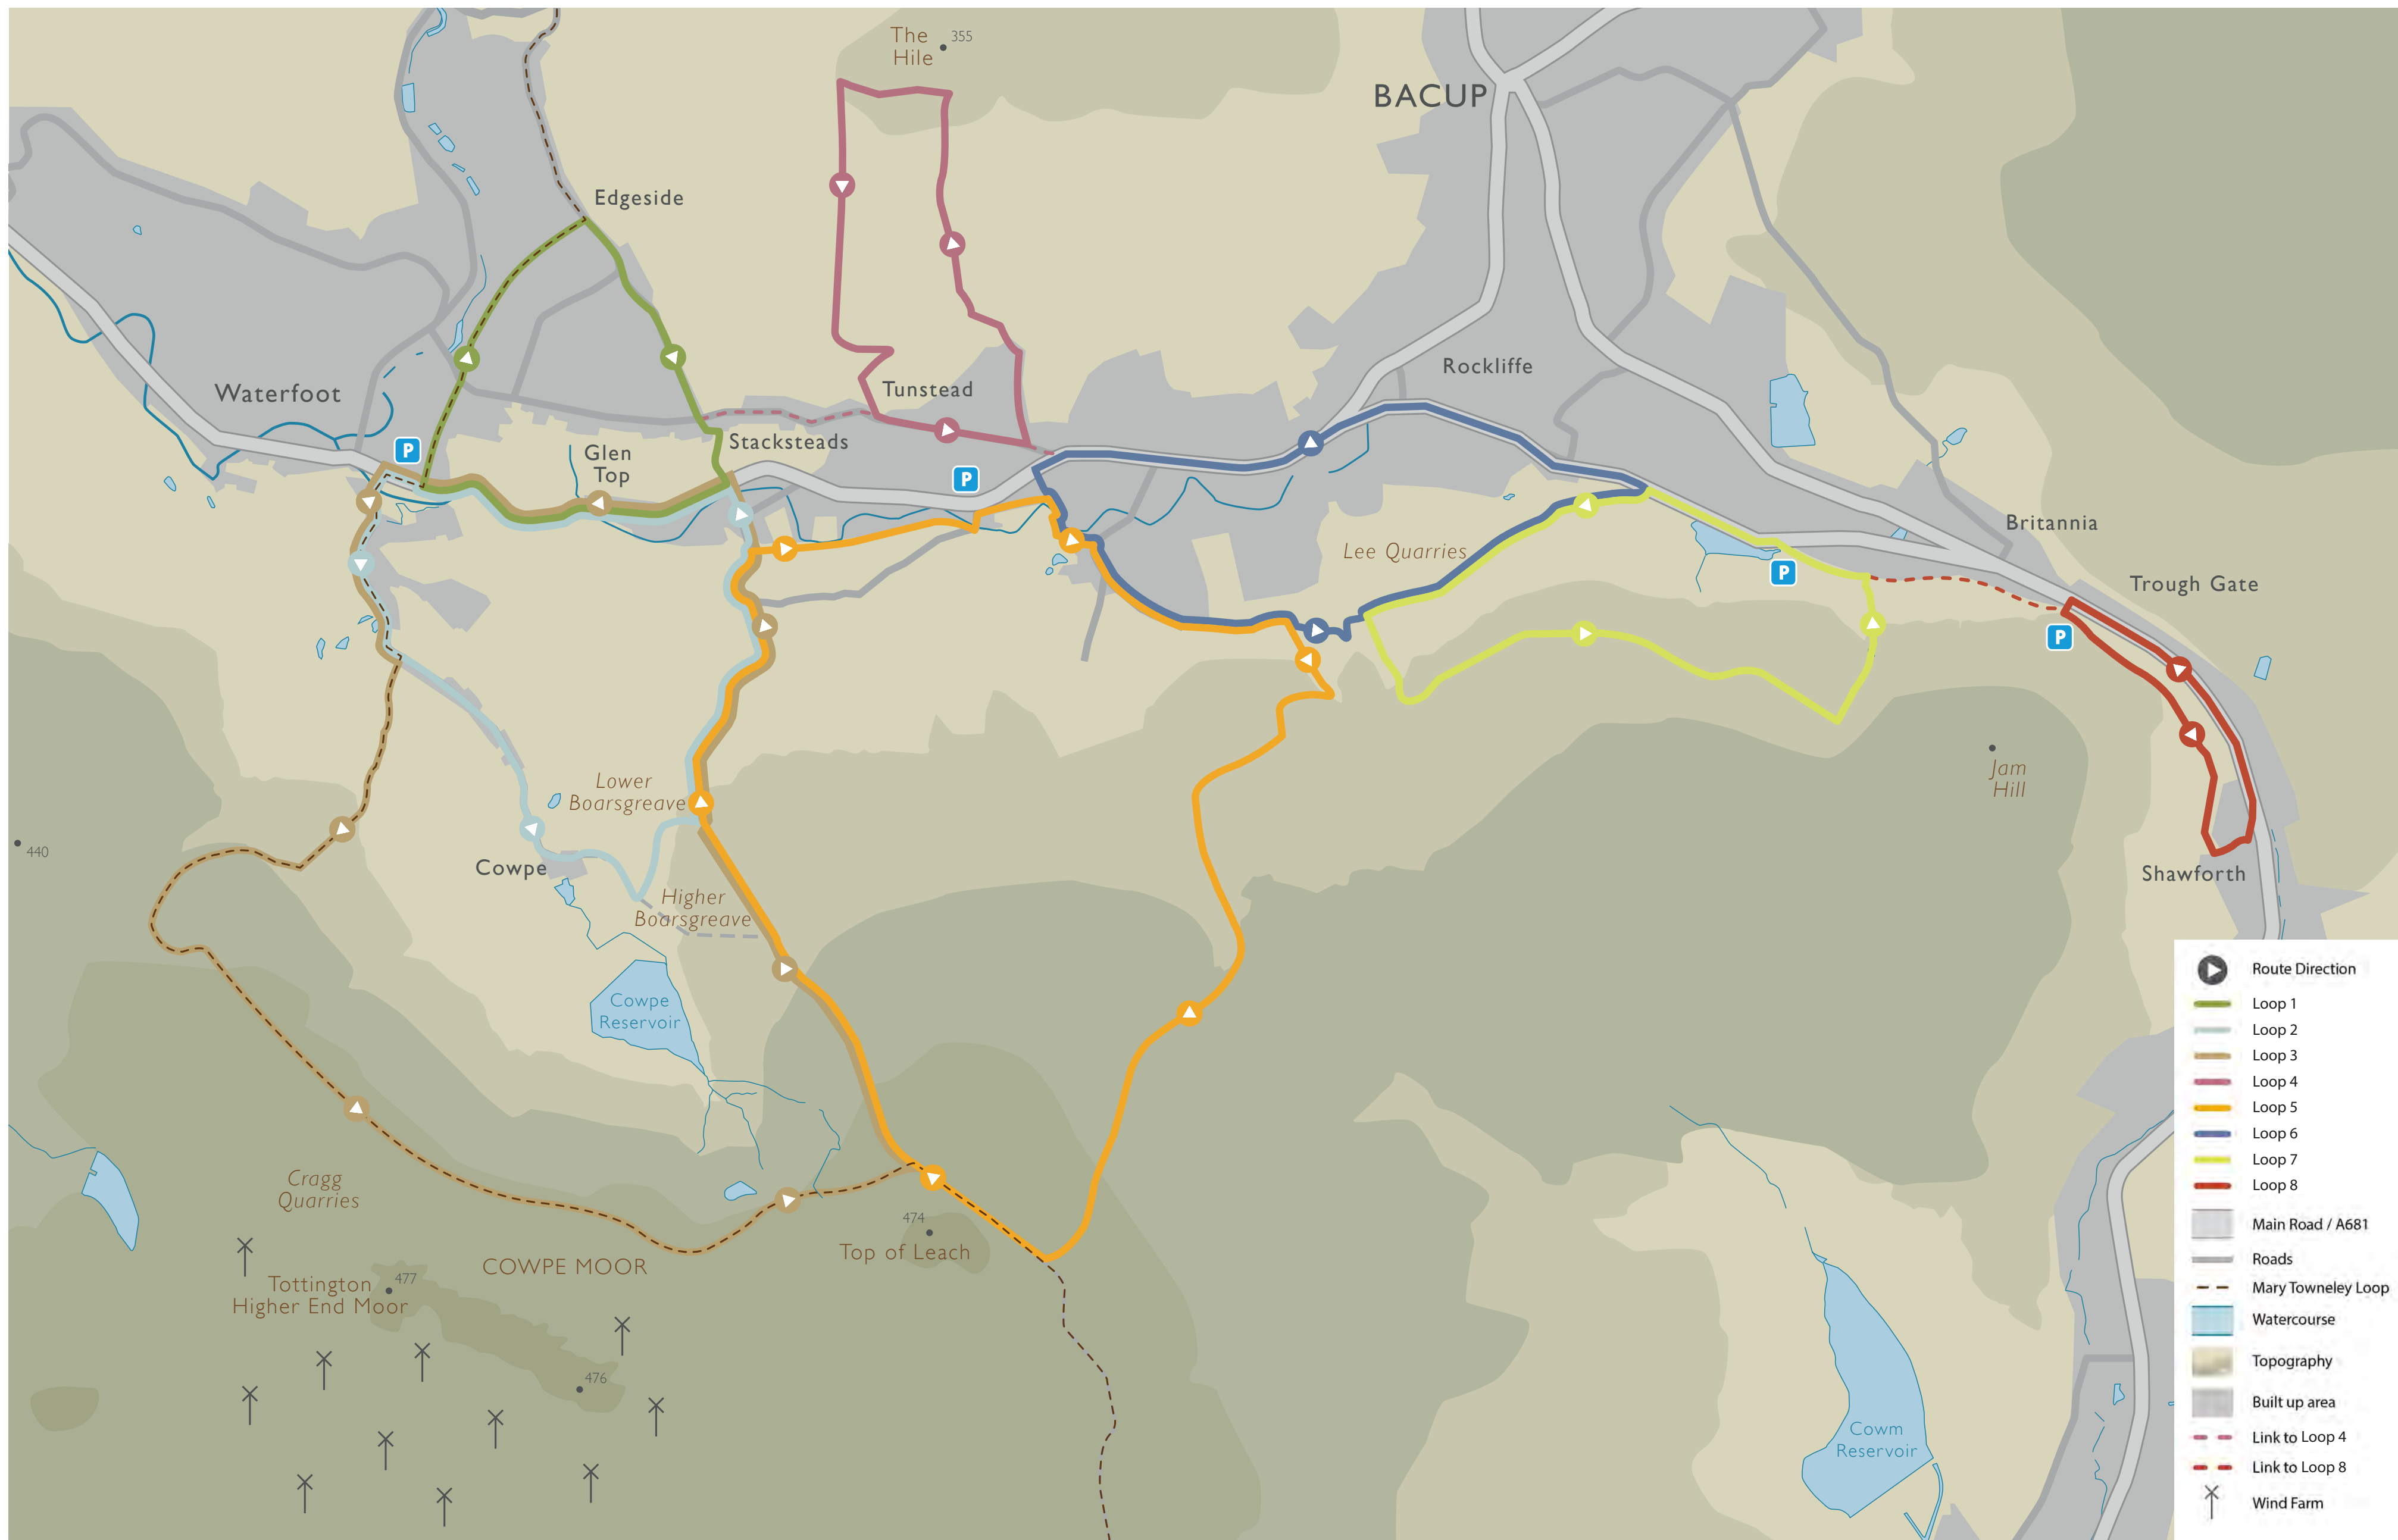 The
Hile
355
BACUP
Edgeside
Waterfoot
P
Glen
Top
Stacksteads
Tunstead
P
Rockliffe
Lee Quarries
P
Britannia
Trough Gate
P
Jam
Hill
Shawforth
440
Lower
Boarsgreave
Cowpe
Higher
Boarsgreave
Cowpe
Reservoir
Cragg
Quarries
474
Top of Leach
COWPE MOOR
Tottington
Higher End Moor
477
476
Cowm
Reservoir
Route Direction
Loop 1
Loop 2
Loop 3
Loop 4
Loop 5
Loop 6
Loop 7
Loop 8
Main Road / A681
Roads
Mary Towneley Loop
Watercourse
Topography
Built up area
Link to Loop 4
Link to Loop 8
Wind Farm